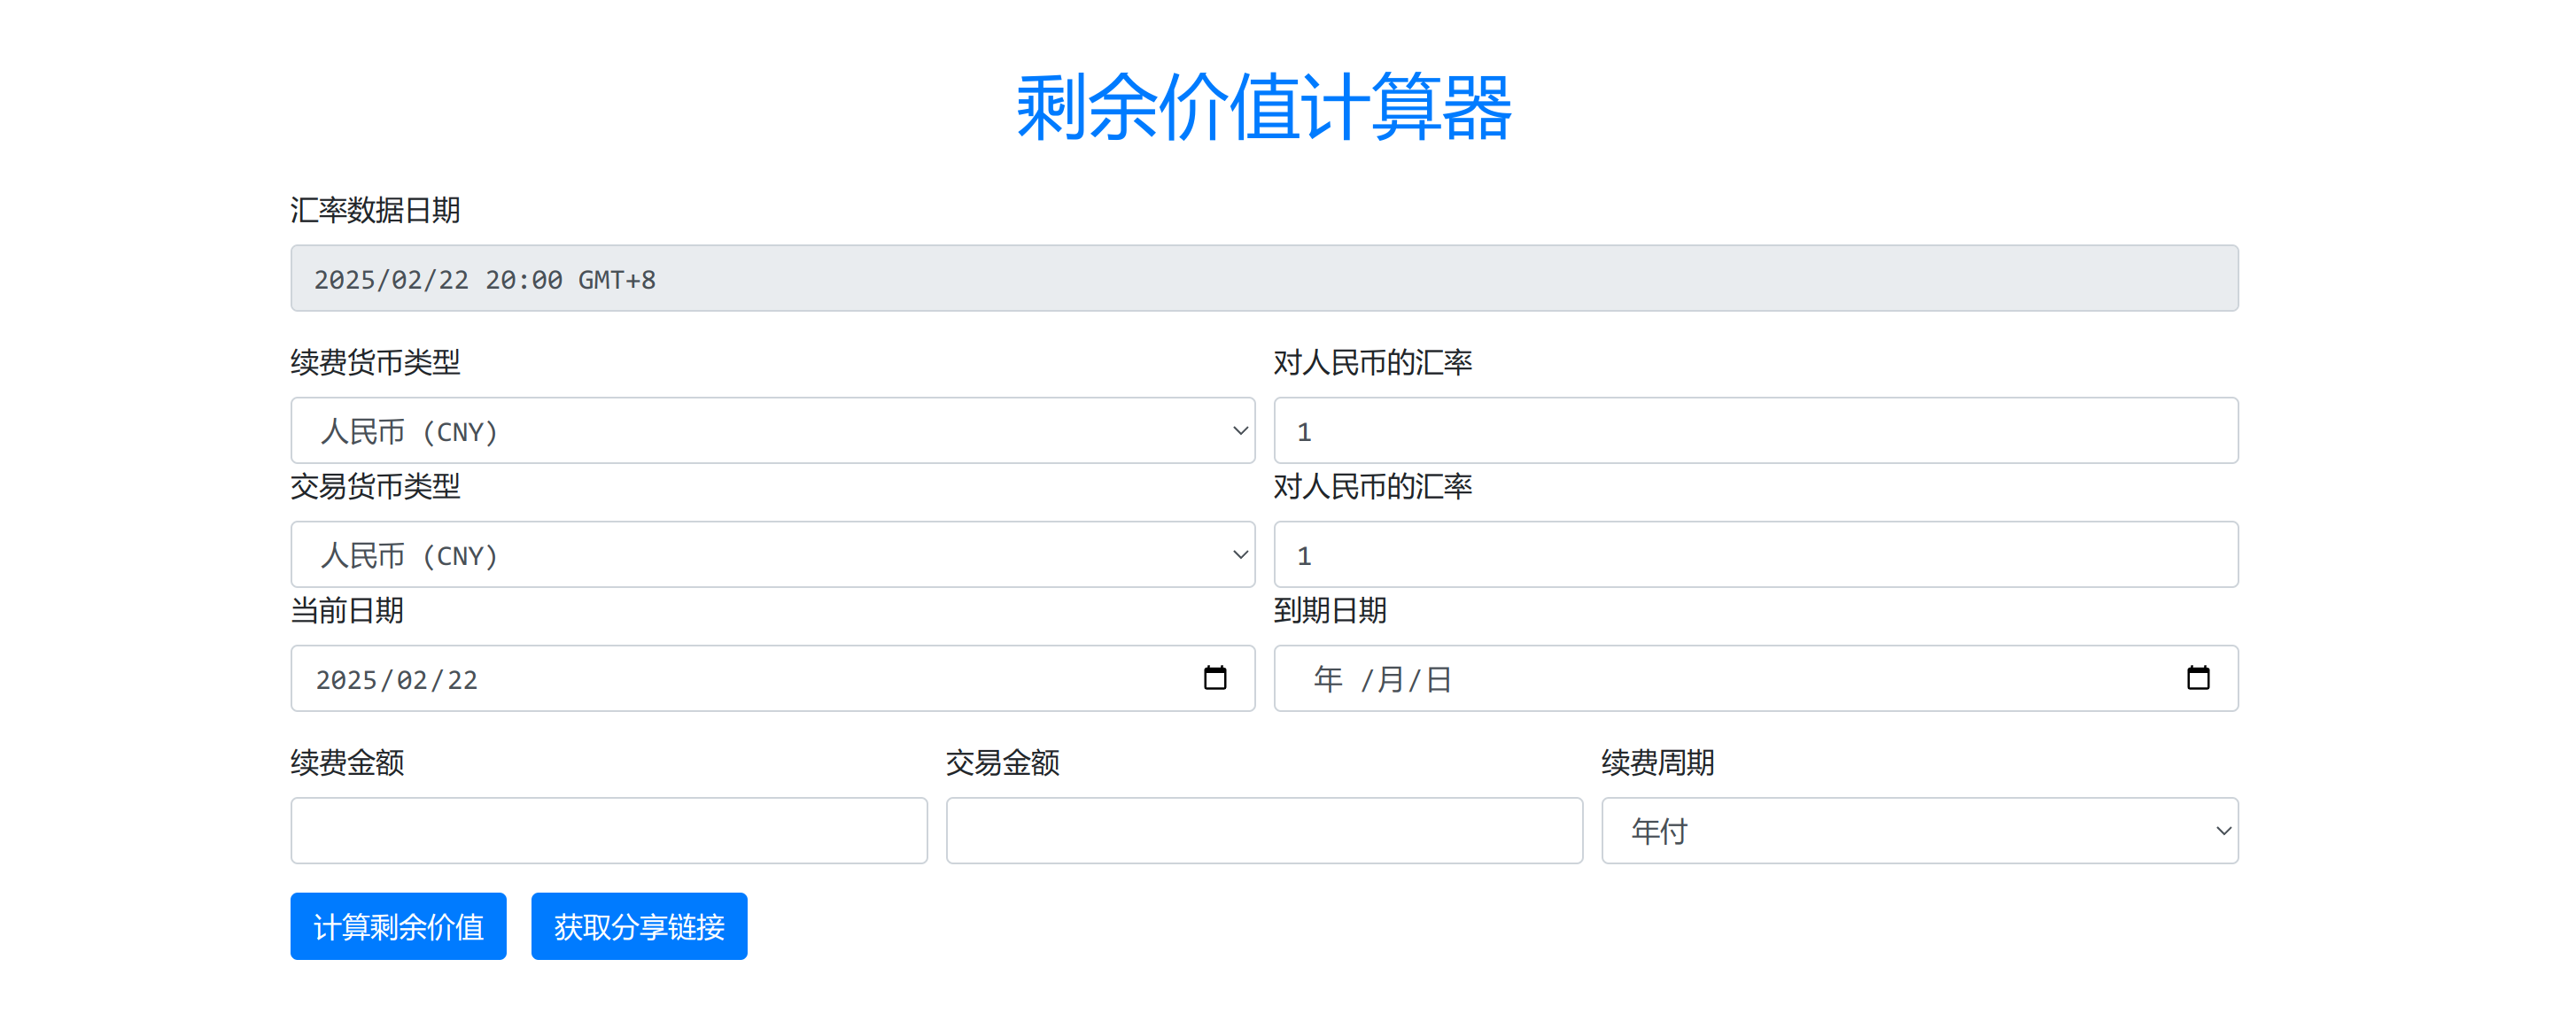 剩余价值计算器
汇率数据日期
2025/02/22 20:00 GMT+8
续费货币类型
对人民币的汇率
人民币 (CNY)
1
交易货币类型
对人民币的汇率
人民币 (CNY)
1
当前日期
到期日期
2025/02/22
年 /月/日
续费金额
交易金额
续费周期
年付
计算剩余价值
获取分享链接